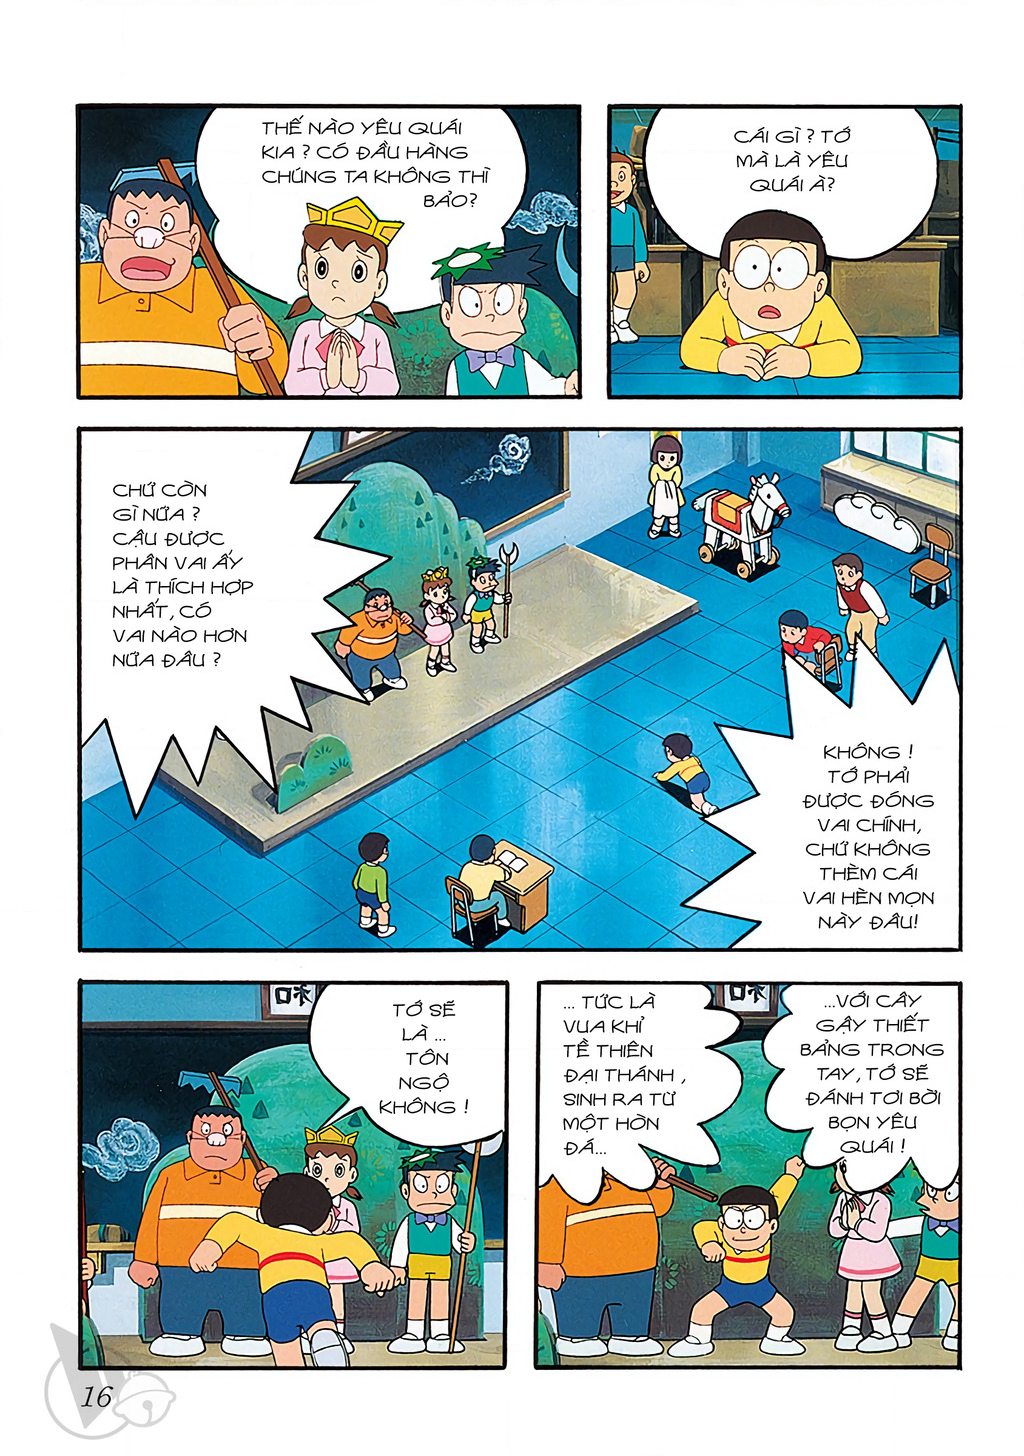 THẾ NÀO YÊU QUÁI
KIA ? CÓ ĐẦU HÀNG
CHÚNG TA KHÔNG THÌ
BẢO?
CÁI GÌ ? TỚ
MÀ LÀ YÊU
QUÁI À?
CHỨ CÒN
GÌ NỮA ?
CẬU ĐƯỢC
PHÂN VAI ẤY
LÀ THÍCH HỢP
NHẤT, CÓ
VAI NÀO HƠN
NỮA ĐÂU ?
KHÔNG !
TỚ PHẢI
ĐƯỢC ĐÓNG
VAI CHÍNH,
CHỨ KHÔNG
THÈM CÁI
VAI HÈN MỌN
NÀY ĐÂU!
TỚ SẼ
LÀ ...
TÔN
NGỘ
KHÔNG !
... TỨC LÀ
VUA KHỈ
TỀ THIÊN
ĐẠI THÁNH ,
SINH RA TỪ
MỘT HÒN
ĐÁ...
...VỚI CÂY
GẬY THIẾT
BẢNG TRONG
TAY, TỚ SẼ
ĐÁNH TƠI BỜI
BỌN YÊU
QUÁI !
16